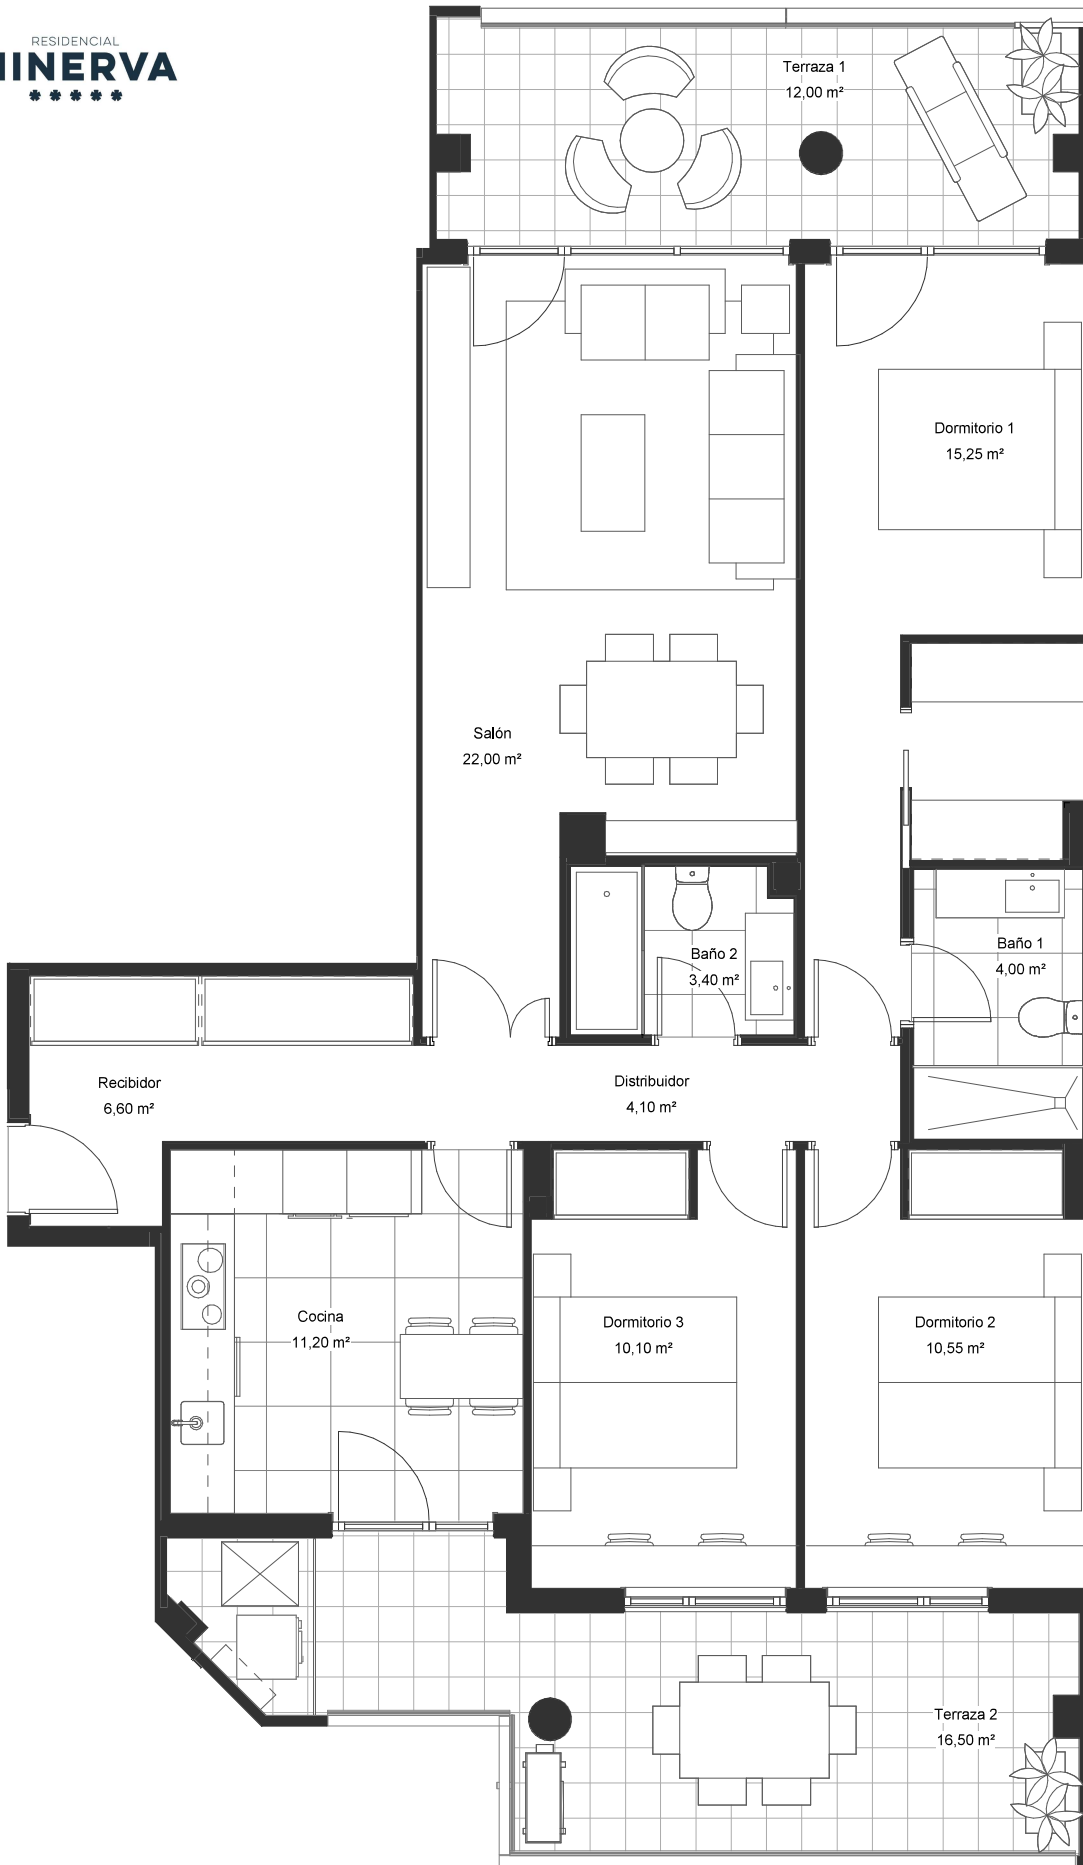 RESIDENCIAL
MINERVA
Terraza 1
12,00 m²
Dormitorio 1
15,25 m²
Salón
22,00 m²
Baño 2
3,40 m²
Baño 1
4,00 m²
Recibidor
6,60 m²
Distribuidor
4,10 m²
Cocina
11,20 m²
Dormitorio 3
10,10 m²
Dormitorio 2
10,55 m²
Terraza 2
16,50 m²